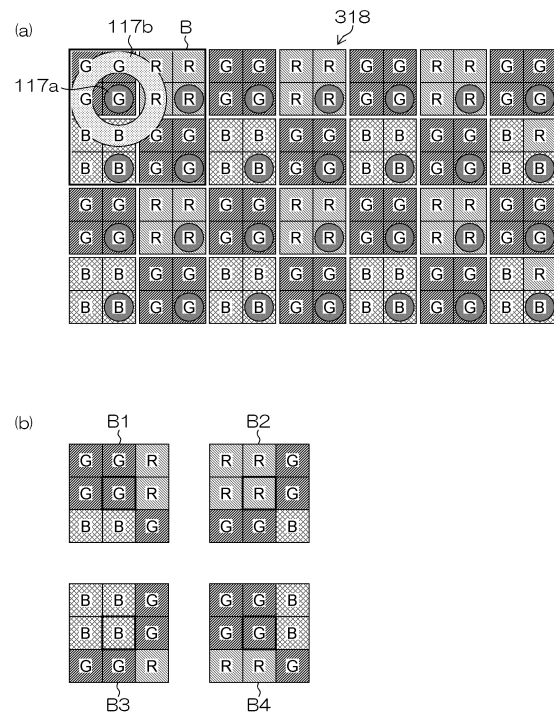 (a)
117b B 318
G G R R G G R R G G R R G G
117a G G R R G G R R G G R R G G
B B G G B B G G B B G G B R
B B G G B B G G B B G G B B
G G R R G G R R G G R R G G
G G R R G G R R G G R R G G
B B G G B B G G B B G G B R
B B G G B B G G B B G G B B
(b)
B1 B2
G G R R R G
G G R R R G
B B G G G B
B B G G G B
B B G G G B
G G R R R G
B3 B4